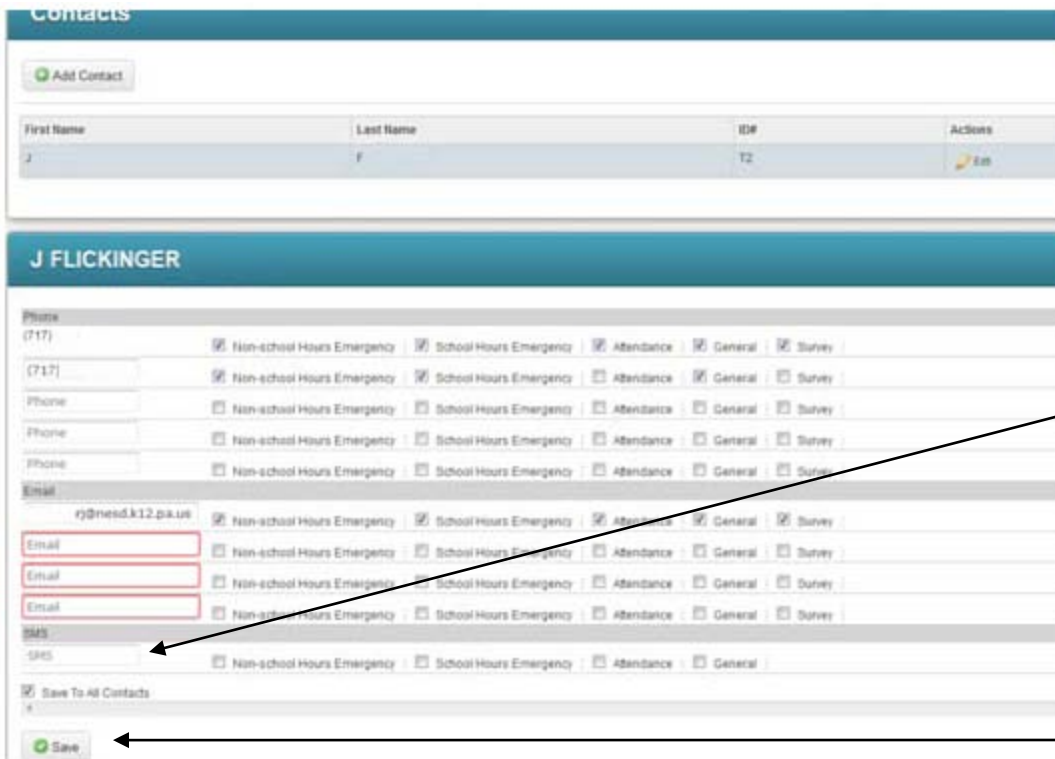 Contacts
Add Contact
First Name Last Name ID# Actions
J F T2 Edit
J FLICKINGER
Phone
(717) Non-school Hours Emergency School Hours Emergency Attendance General Survey
(717) Non-school Hours Emergency School Hours Emergency Attendance General Survey
Phone Non-school Hours Emergency School Hours Emergency Attendance General Survey
Phone Non-school Hours Emergency School Hours Emergency Attendance General Survey
Phone Non-school Hours Emergency School Hours Emergency Attendance General Survey
Email
rj@nesd.k12.pa.us Non-school Hours Emergency School Hours Emergency Attendance General Survey
Email Non-school Hours Emergency School Hours Emergency Attendance General Survey
Email Non-school Hours Emergency School Hours Emergency Attendance General Survey
Email Non-school Hours Emergency School Hours Emergency Attendance General Survey
SMS
SMS Non-school Hours Emergency School Hours Emergency Attendance General
Save To All Contacts
Save